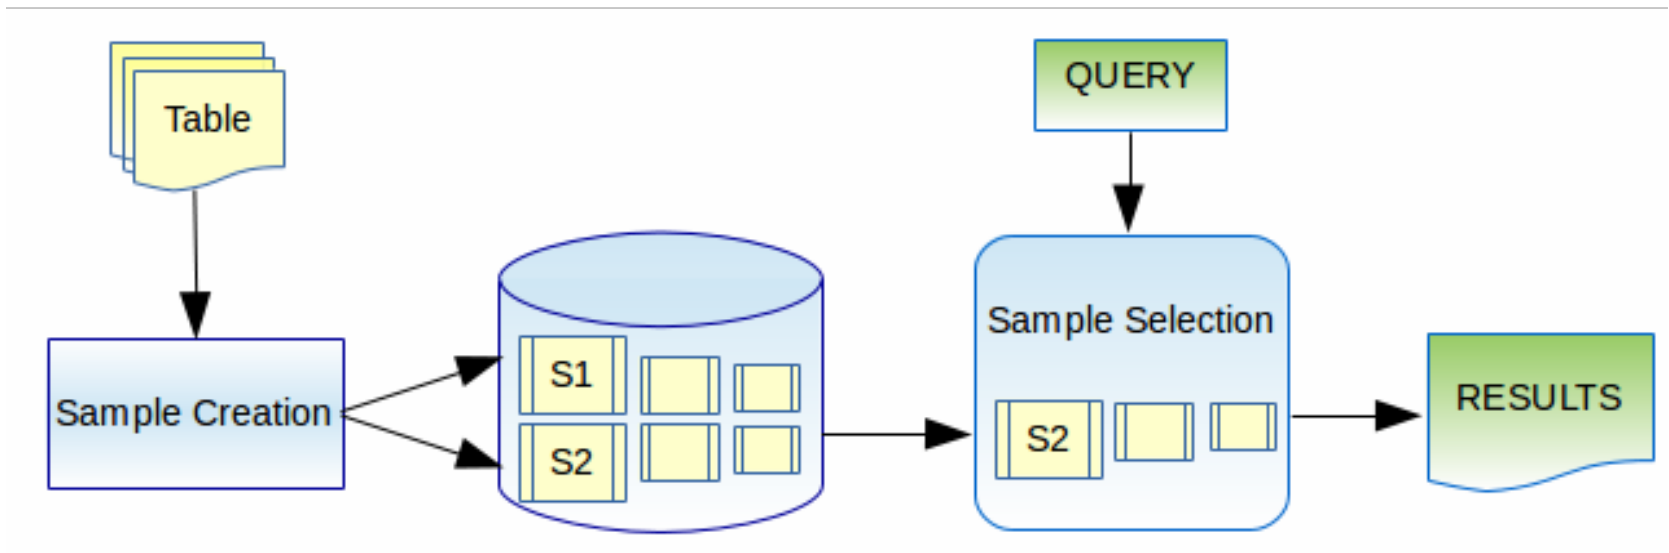 Table
QUERY
Sample Creation
S1
S2
Sample Selection
S2
RESULTS